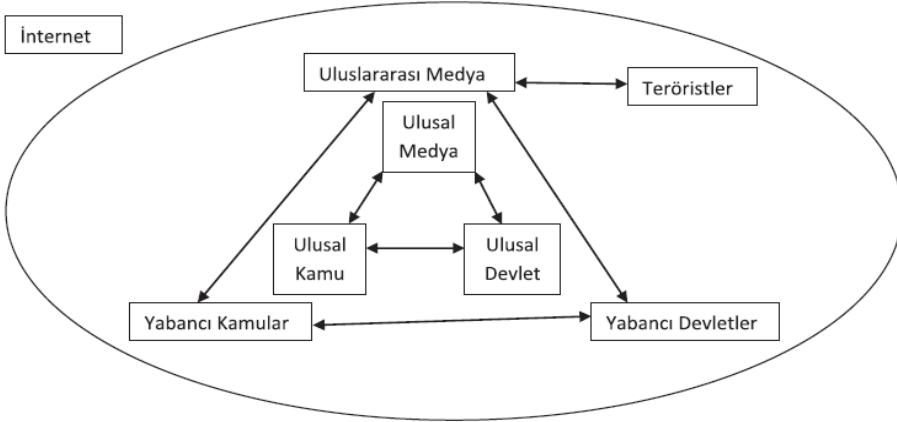 İnternet
Uluslararası Medya
Teröristler
Ulusal
Medya
Ulusal
Kamu
Ulusal
Devlet
Yabancı Kamular
Yabancı Devletler